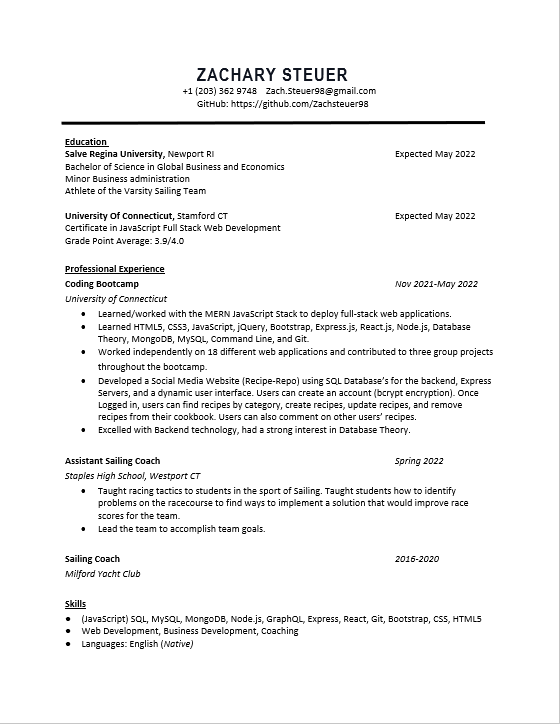 ZACHARY STEUER
+1 (203) 362 9748 Zach.Steuer98@gmail.com
GitHub: https://github.com/Zachsteuer98
Education
Salve Regina University, Newport RI Expected May 2022
Bachelor of Science in Global Business and Economics
Minor Business administration
Athlete of the Varsity Sailing Team
University Of Connecticut, Stamford CT Expected May 2022
Certificate in JavaScript Full Stack Web Development
Grade Point Average: 3.9/4.0
Professional Experience
Coding Bootcamp Nov 2021-May 2022
University of Connecticut
● Learned/worked with the MERN JavaScript Stack to deploy full-stack web applications.
● Learned HTML5, CSS3, JavaScript, jQuery, Bootstrap, Express.js, React.js, Node.js, Database
Theory, MongoDB, MySQL, Command Line, and Git.
● Worked independently on 18 different web applications and contributed to three group projects
throughout the bootcamp.
● Developed a Social Media Website (Recipe-Repo) using SQL Database's for the backend, Express
Servers, and a dynamic user interface. Users can create an account (bcrypt encryption). Once
Logged in, users can find recipes by category, create recipes, update recipes, and remove
recipes from their cookbook. Users can also comment on other users' recipes.
● Excelled with Backend technology, had a strong interest in Database Theory.
Assistant Sailing Coach Spring 2022
Staples High School, Westport CT
● Taught racing tactics to students in the sport of Sailing. Taught students how to identify
problems on the racecourse to find ways to implement a solution that would improve race
scores for the team.
● Lead the team to accomplish team goals.
Sailing Coach 2016-2020
Milford Yacht Club
Skills
● (JavaScript) SQL, MySQL, MongoDB, Node.js, GraphQL, Express, React, Git, Bootstrap, CSS, HTML5
● Web Development, Business Development, Coaching
● Languages: English (Native)